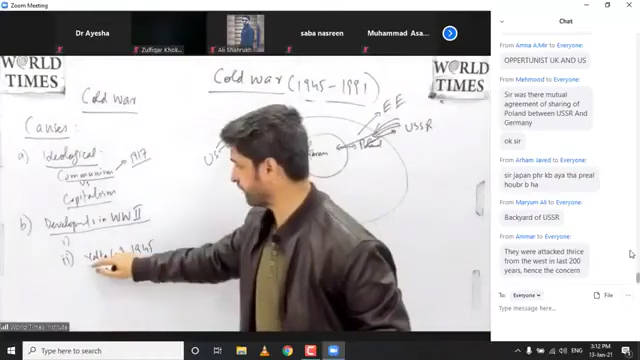 Zoom Meeting
Dr Ayesha
Zulfiqar Khok...
Ali Shahrukh
saba nasreen
Muhammad Asa...
WORLD
TIMES
WORLD
TIMES
Cold war (1945 - 1991)
Cold war
Causes:
a) Ideological:
Communism → 1917
vs
Capitalism
b) Developments in WW II
i)
ii) Yalta 1945
US
EE
USSR
Poland
World Times Institute
Chat
From Amna A.Mir to Everyone:
OPPERTUNIST UK AND US
From Mehmood to Everyone:
Sir was there mutual
agreement of sharing of
Poland between USSR And
Germany
ok sir
From Arham Javed to Everyone:
sir japan phr kb aya tha preal
houbr b ha
From Maryum Ali to Everyone:
Backyard of USSR
From Ammar to Everyone:
They were attacked thrice
from the west in last 200
years, hence the concern
To: Everyone
File
Type message here...
Type here to search
ENG
3:12 PM
13-Jan-21